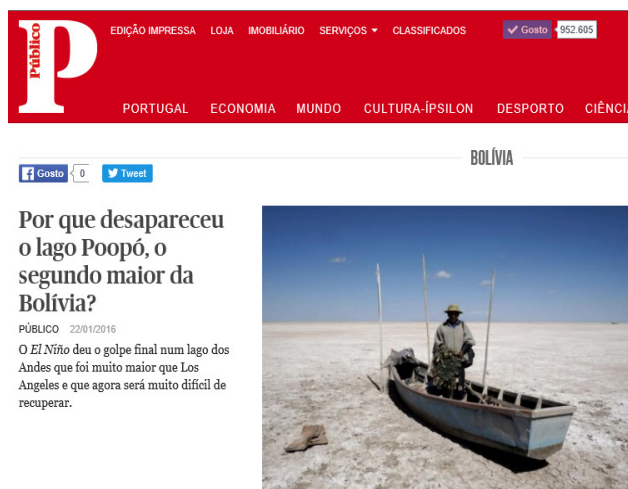 Público
P
EDIÇÃO IMPRESSA LOJA IMOBILIÁRIO SERVIÇOS CLASSIFICADOS Gosto 952.605
PORTUGAL ECONOMIA MUNDO CULTURA-ÍPSILON DESPORTO CIÊNCI
BOLÍVIA
Gosto 0 Tweet
Por que desapareceu
o lago Poopó, o
segundo maior da
Bolívia?
PÚBLICO 22/01/2016
O El Niño deu o golpe final num lago dos
Andes que foi muito maior que Los
Angeles e que agora será muito difícil de
recuperar.